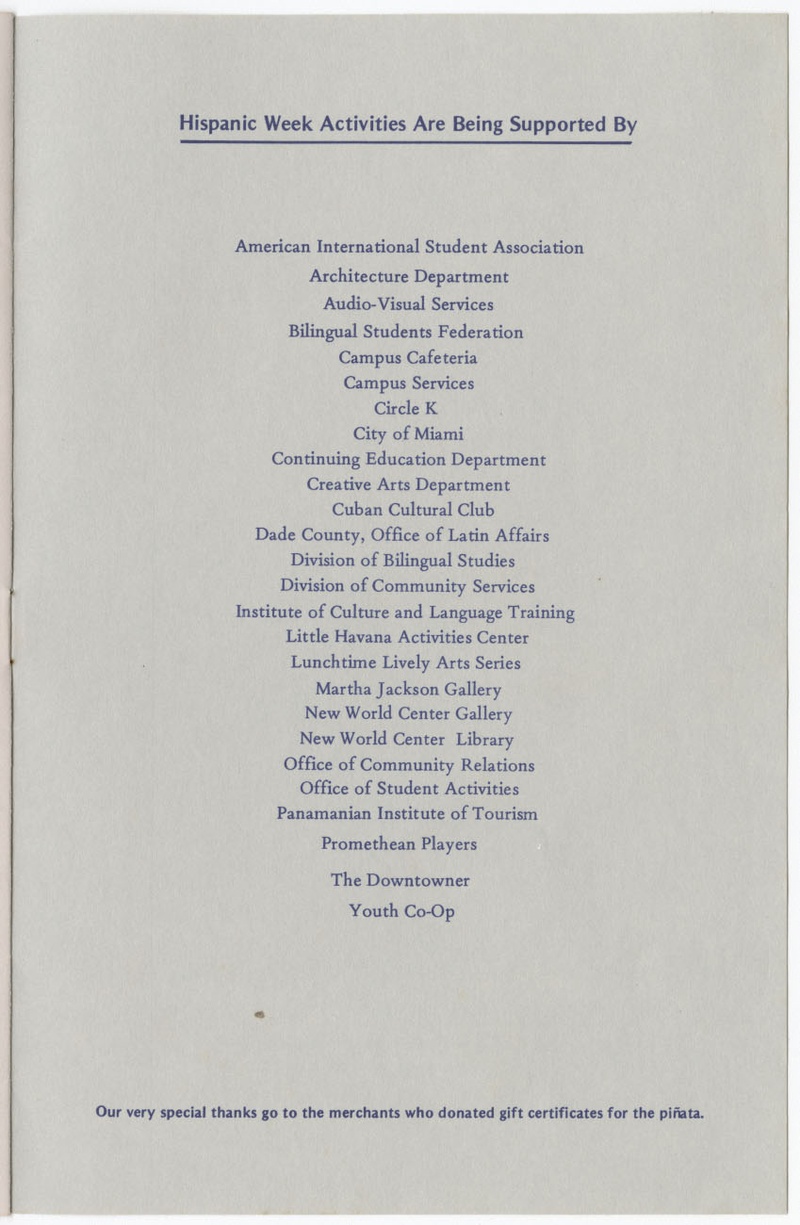 Hispanic Week Activities Are Being Supported By
American International Student Association
Architecture Department
Audio-Visual Services
Bilingual Students Federation
Campus Cafeteria
Campus Services
Circle K
City of Miami
Continuing Education Department
Creative Arts Department
Cuban Cultural Club
Dade County, Office of Latin Affairs
Division of Bilingual Studies
Division of Community Services
Institute of Culture and Language Training
Little Havana Activities Center
Lunchtime Lively Arts Series
Martha Jackson Gallery
New World Center Gallery
New World Center Library
Office of Community Relations
Office of Student Activities
Panamanian Institute of Tourism
Promethean Players
The Downtowner
Youth Co-Op
Our very special thanks go to the merchants who donated gift certificates for the piñata.